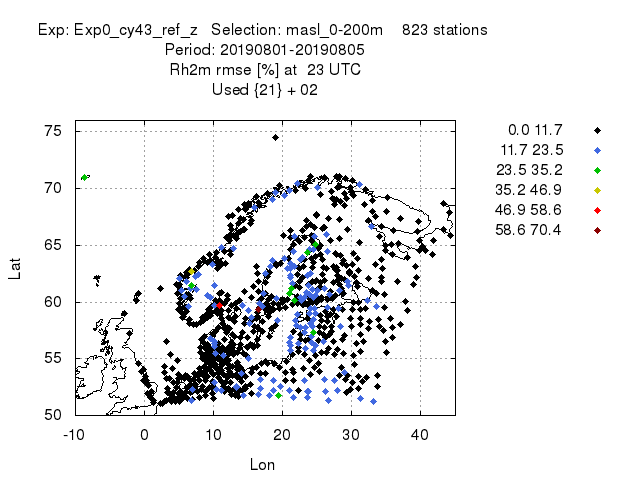 Exp: Exp0_cy43_ref_z Selection: masl_0-200m 823 stations
Period: 20190801-20190805
Rh2m rmse [%] at 23 UTC
Used {21} + 02
75
70
65
60
55
50
Lat
-10 0 10 20 30 40
Lon
0.0 11.7
11.7 23.5
23.5 35.2
35.2 46.9
46.9 58.6
58.6 70.4